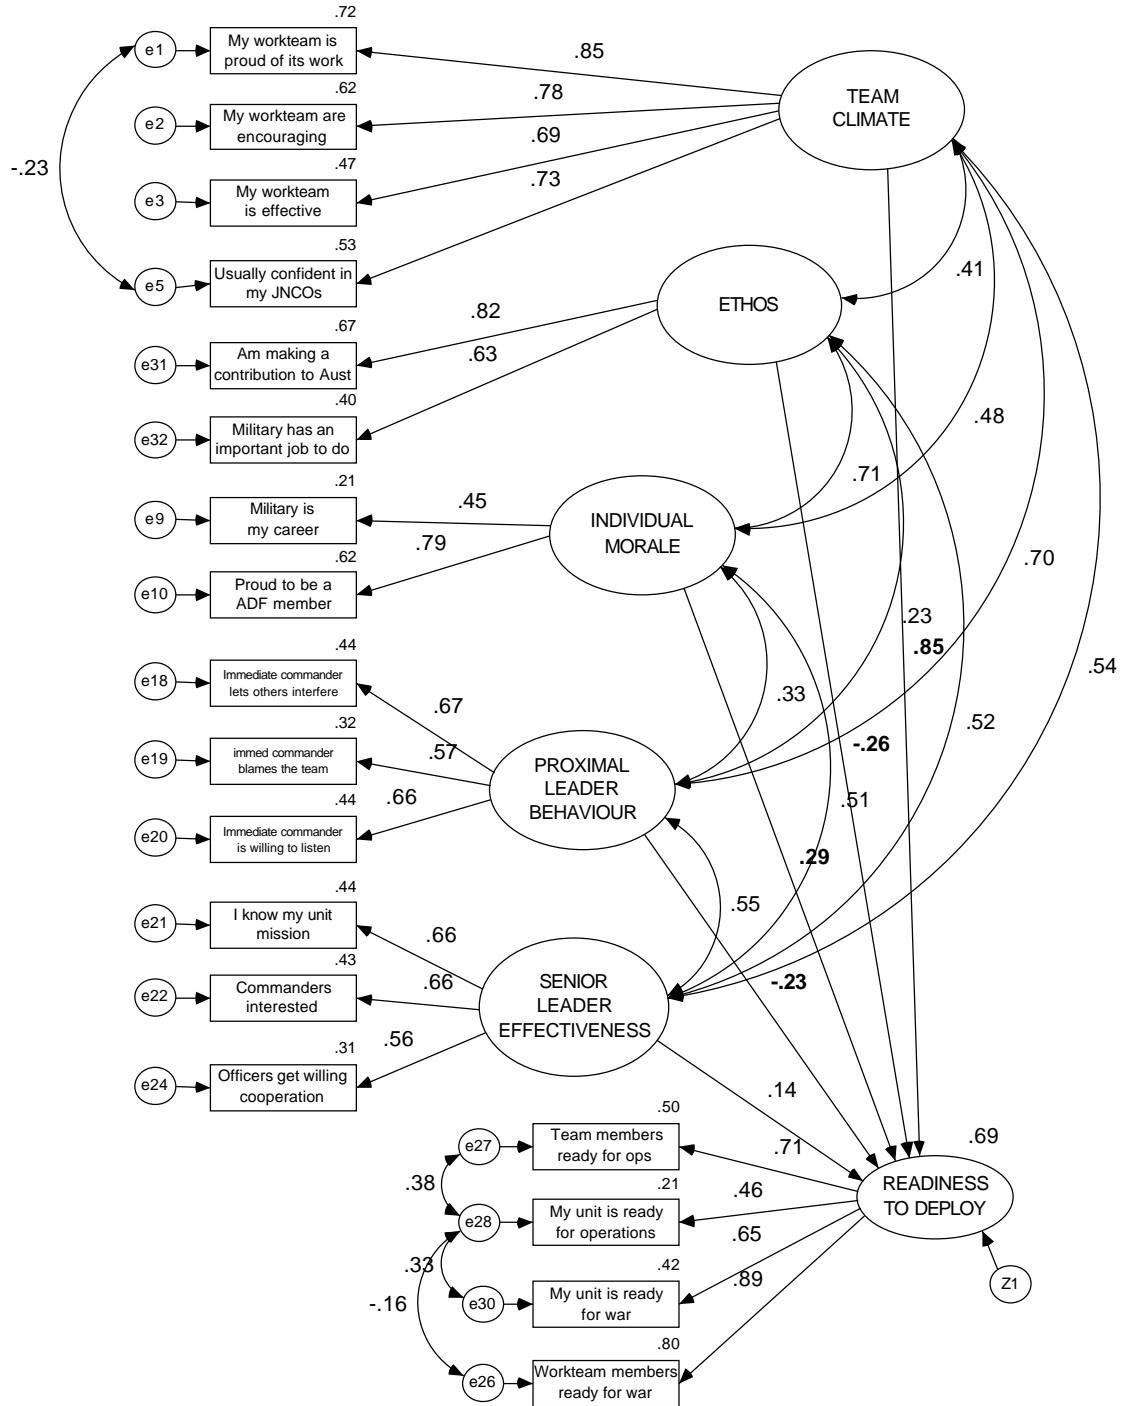 .72
e1
My workteam is
proud of its work
.85
TEAM
CLIMATE
.62
e2
My workteam are
encouraging
.78
.69
-.23
.47
e3
My workteam
is effective
.73
.53
e5
Usually confident in
my JNCOs
.41
ETHOS
.67
e31
Am making a
contribution to Aust
.82
.63
.40
e32
Military has an
important job to do
.48
.71
.21
e9
Military is
my career
.45
INDIVIDUAL
MORALE
.79
.62
e10
Proud to be a
ADF member
.70
.23
.85
.54
.44
e18
Immediate commander
lets others interfere
.67
.33
.52
.32
e19
immed commander
blames the team
.57
-.26
PROXIMAL
LEADER
BEHAVIOUR
.44
e20
Immediate commander
is willing to listen
.66
.51
.29
.44
e21
I know my unit
mission
.66
.55
.43
e22
Commanders
interested
.66
SENIOR
LEADER
EFFECTIVENESS
-.23
.31
e24
Officers get willing
cooperation
.56
.14
.50
e27
Team members
ready for ops
.71
.69
READINESS
TO DEPLOY
.38
.21
e28
My unit is ready
for operations
.46
.65
.33
.42
e30
My unit is ready
for war
.89
Z1
-.16
.80
e26
Workteam members
ready for war